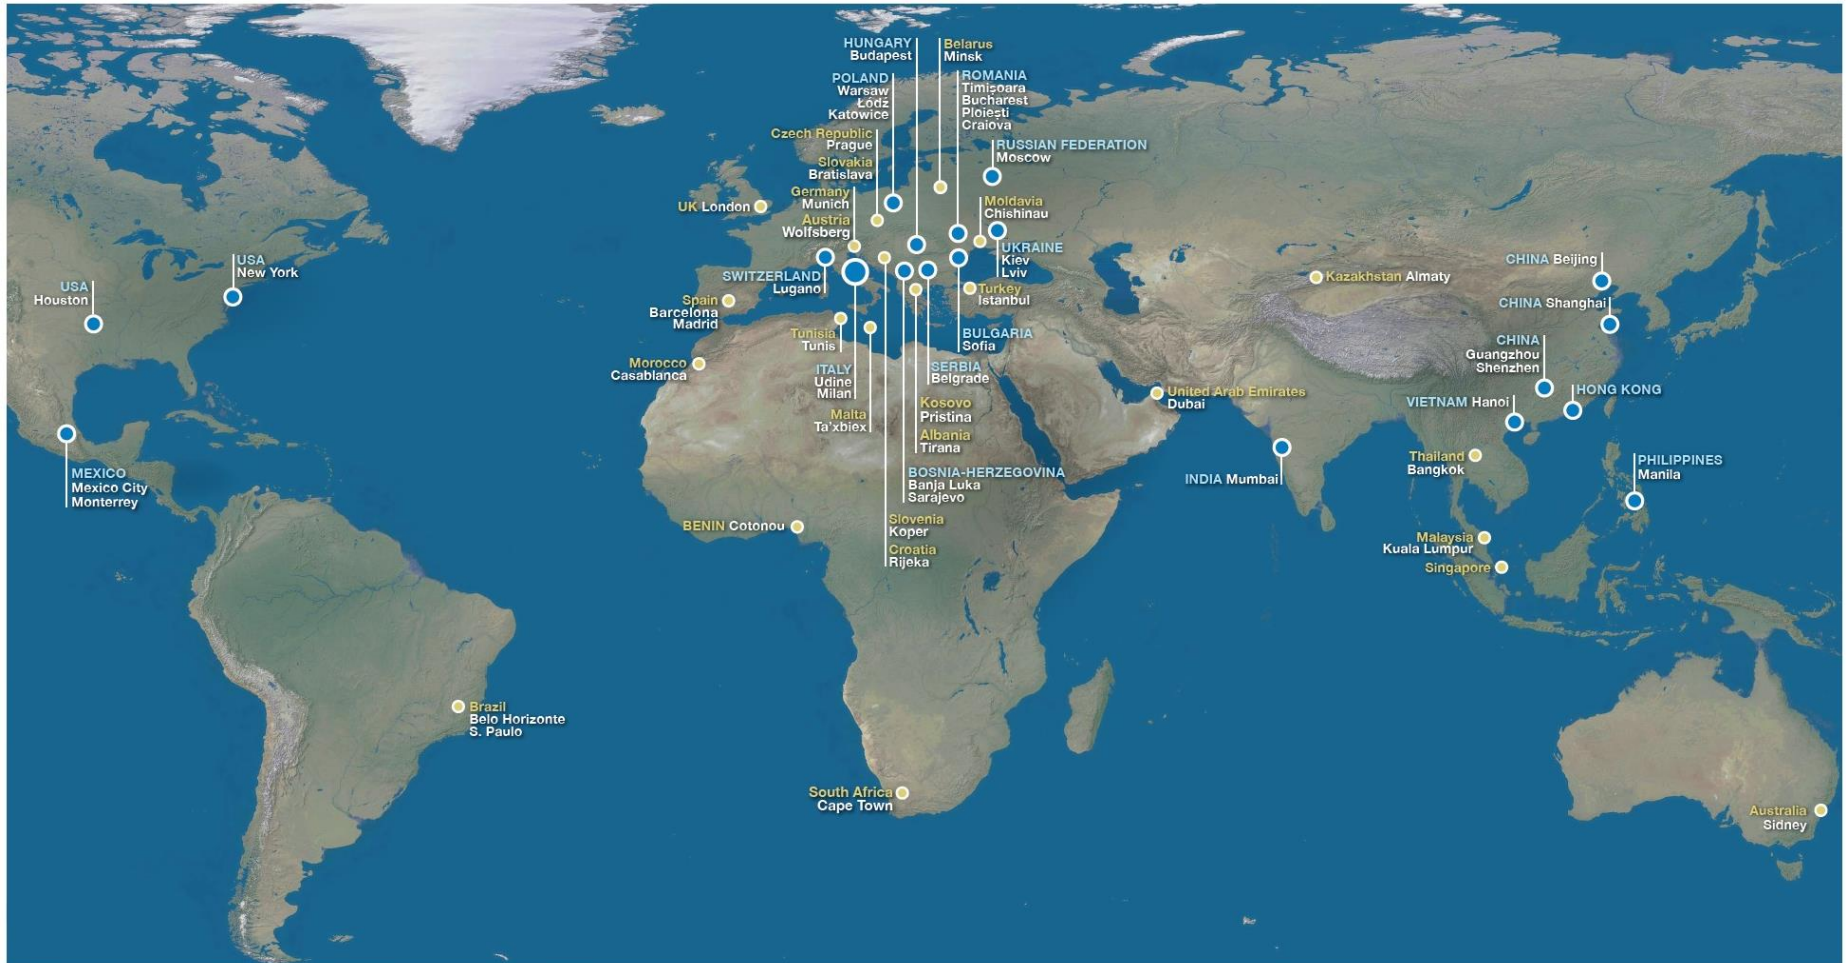 HUNGARY
Budapest
Belarus
Minsk
POLAND
Warsaw
Łódź
Katowice
ROMANIA
Timişoara
Bucharest
Ploieşti
Craiova
Czech Republic
Prague
RUSSIAN FEDERATION
Moscow
Slovakia
Bratislava
Germany
Munich
UK London
Austria
Wolfsberg
Moldavia
Chishinau
UKRAINE
Kiev
Lviv
USA
New York
USA
Houston
SWITZERLAND
Lugano
Spain
Barcelona
Madrid
Turkey
Istanbul
Kazakhstan Almaty
CHINA Beijing
CHINA Shanghai
Tunisia
Tunis
BULGARIA
Sofia
CHINA
Guangzhou
Shenzhen
Morocco
Casablanca
ITALY
Udine
Milan
SERBIA
Belgrade
HONG KONG
United Arab Emirates
Dubai
VIETNAM Hanoi
Malta
Ta'xbiex
Kosovo
Pristina
Albania
Tirana
Thailand
Bangkok
PHILIPPINES
Manila
MEXICO
Mexico City
Monterrey
BOSNIA-HERZEGOVINA
Banja Luka
Sarajevo
INDIA Mumbai
BENIN Cotonou
Slovenia
Koper
Croatia
Rijeka
Malaysia
Kuala Lumpur
Singapore
Brazil
Belo Horizonte
S. Paulo
South Africa
Cape Town
Australia
Sidney